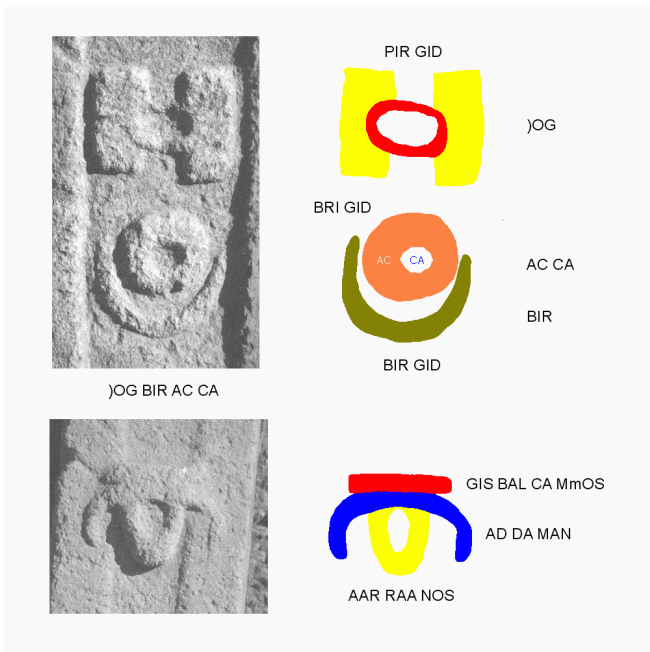 PIR GID
)OG
BRI GID
AC CA
AC CA
BIR
BIR GID
)OG BIR AC CA
GIS BAL CA MmOS
AD DA MAN
AAR RAA NOS